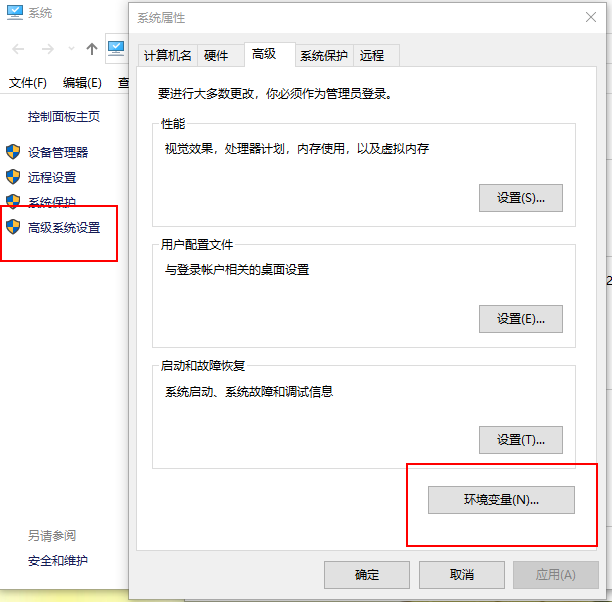 系统
文件(F) 编辑(E) 查
控制面板主页
设备管理器
远程设置
系统保护
高级系统设置
另请参阅
安全和维护
系统属性
计算机名 硬件 高级 系统保护 远程
要进行大多数更改，你必须作为管理员登录。
性能
视觉效果，处理器计划，内存使用，以及虚拟内存
设置(S)...
用户配置文件
与登录帐户相关的桌面设置
设置(E)...
启动和故障恢复
系统启动、系统故障和调试信息
设置(T)...
环境变量(N)...
确定 取消 应用(A)
2